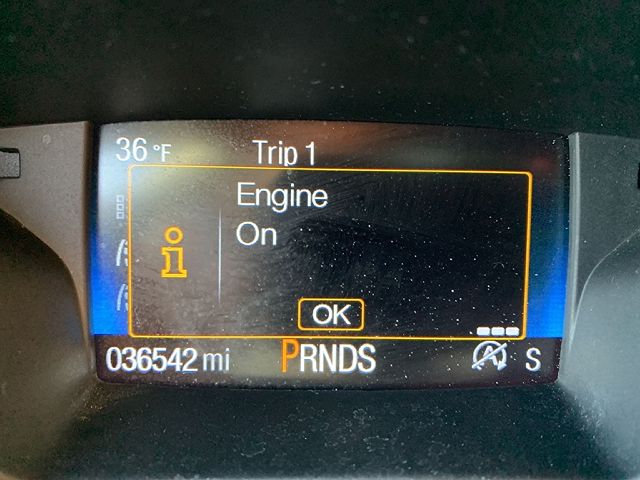 36 °F Trip 1
Engine
On
i
OK
036542 mi PRNDS A S